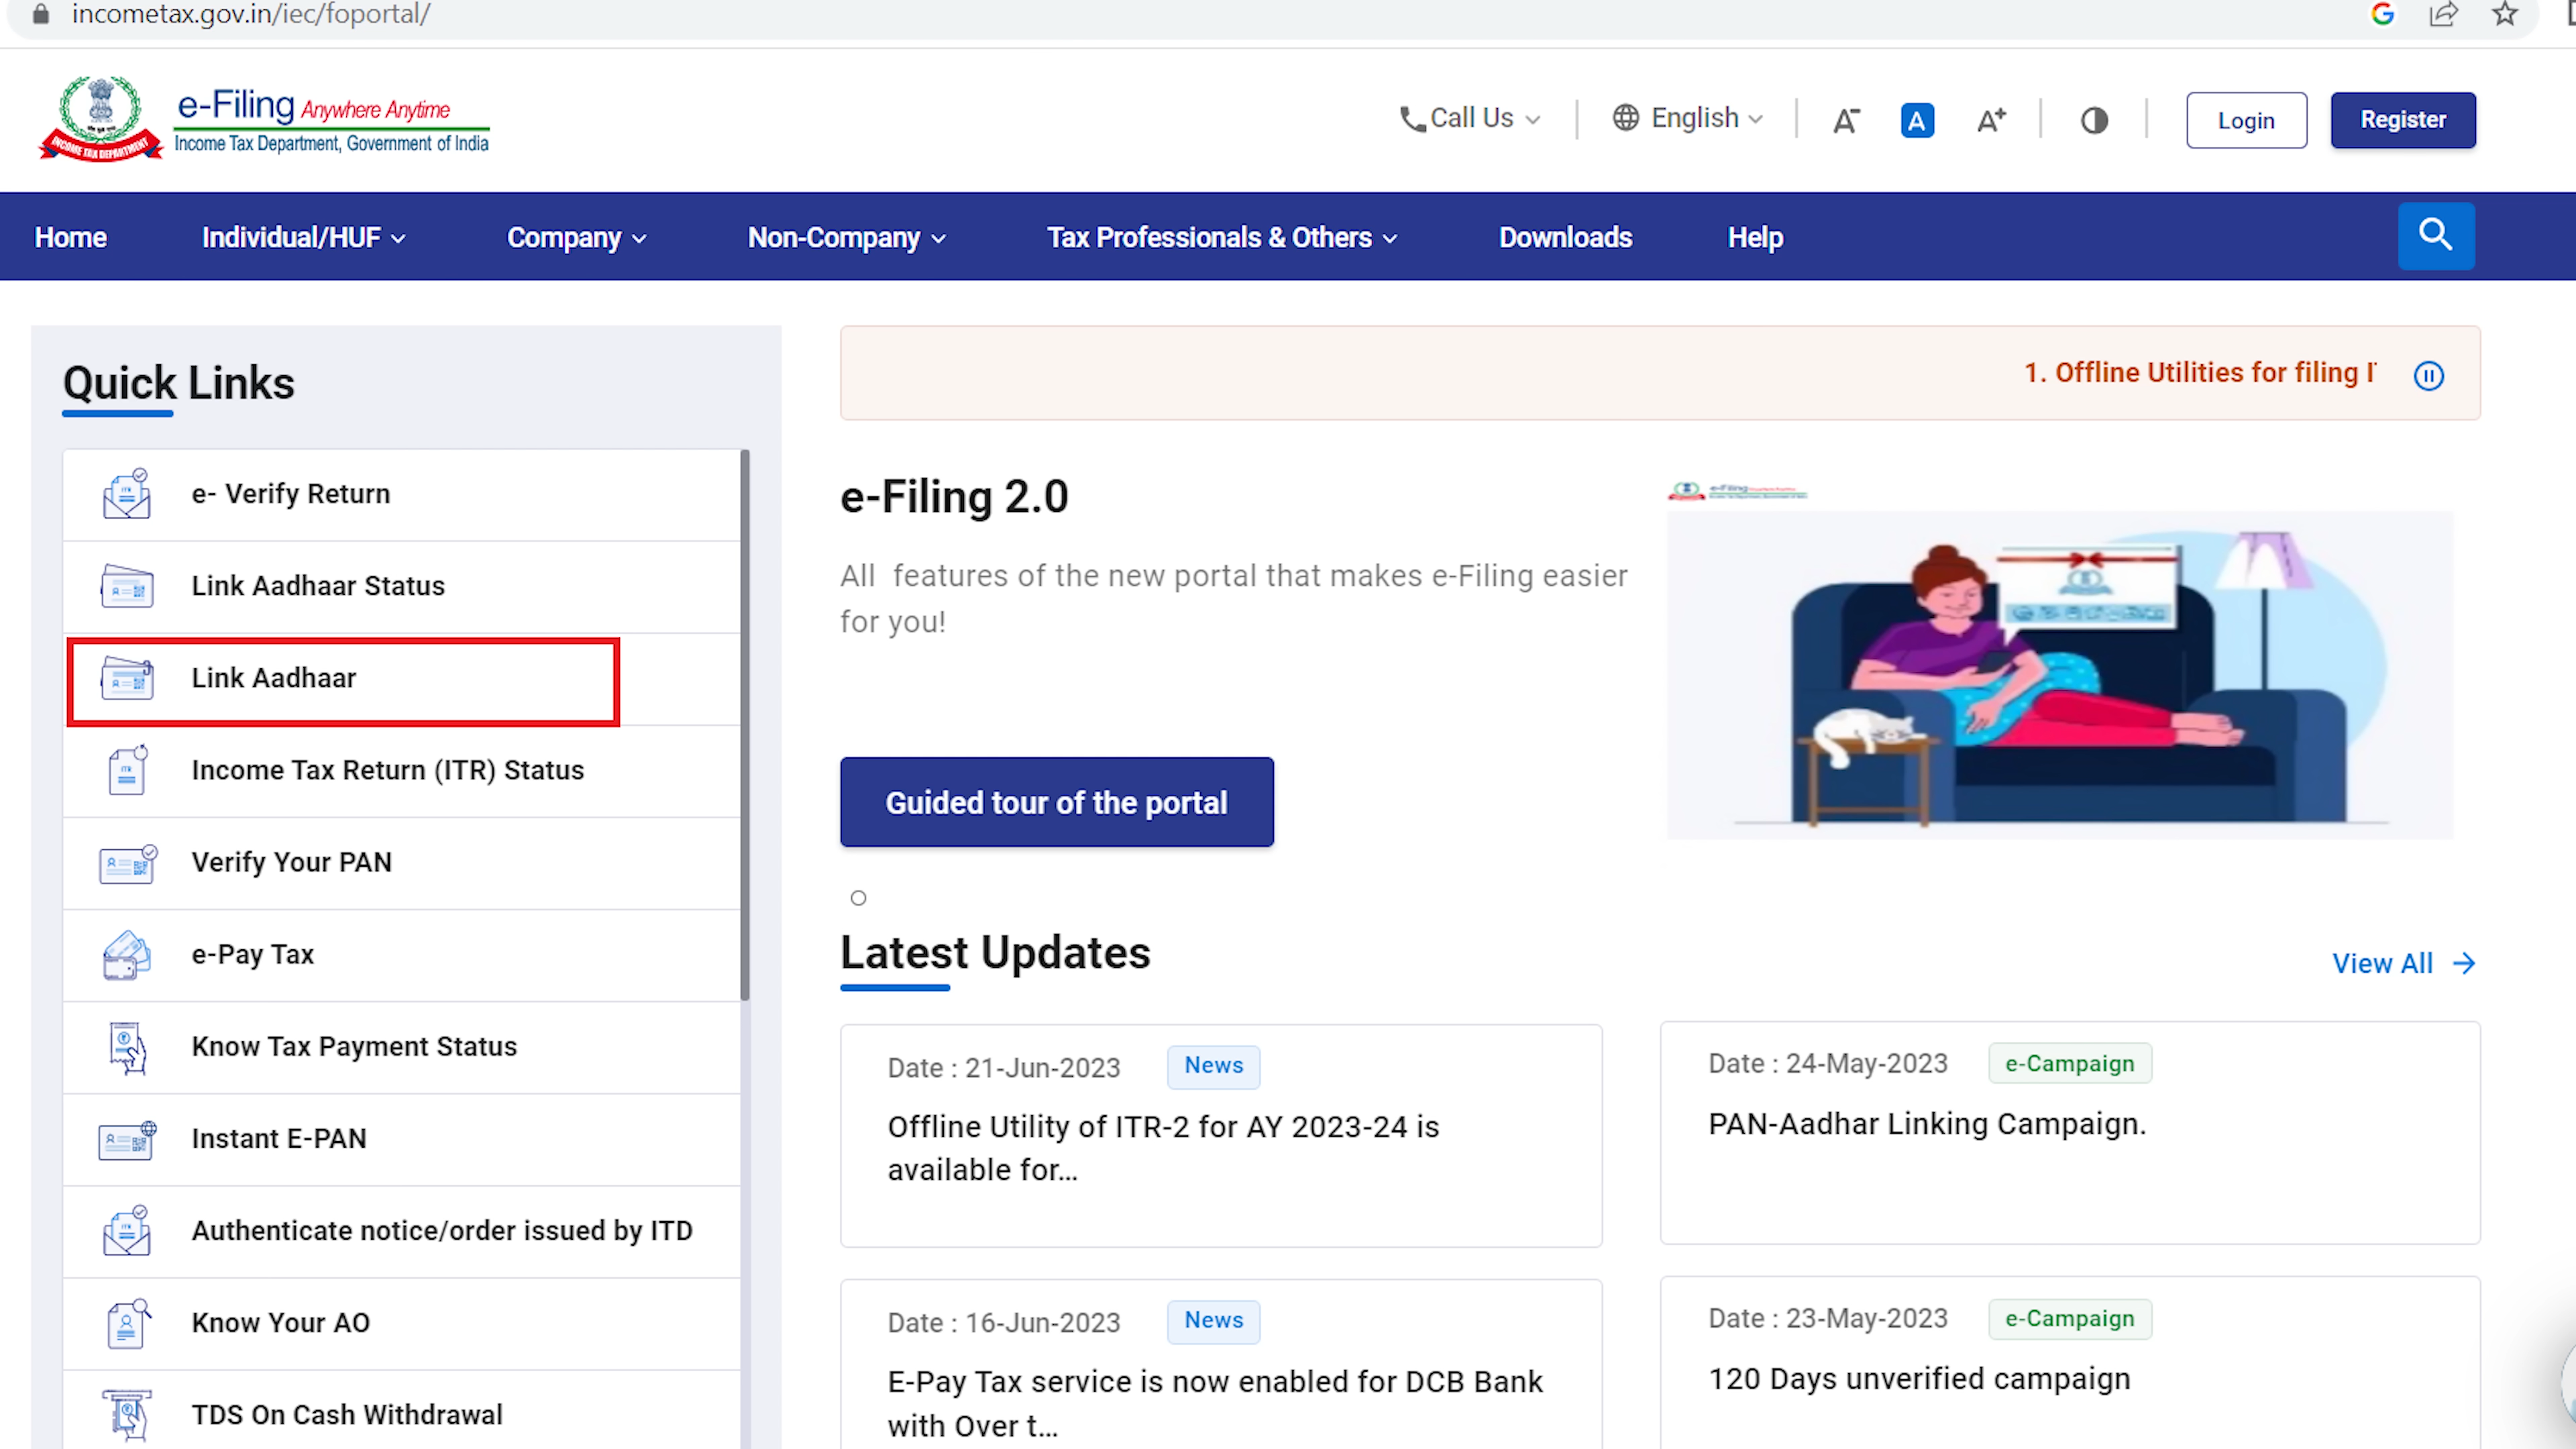 incometax.gov.in/iec/foportal/
e-Filing Anywhere Anytime
Income Tax Department, Government of India
INCOME TAX DEPARTMENT
Call Us
English
A-
A
A+
Login
Register
Home
Individual/HUF
Company
Non-Company
Tax Professionals & Others
Downloads
Help
Quick Links
e- Verify Return
Link Aadhaar Status
Link Aadhaar
Income Tax Return (ITR) Status
Verify Your PAN
e-Pay Tax
Know Tax Payment Status
Instant E-PAN
Authenticate notice/order issued by ITD
Know Your AO
TDS On Cash Withdrawal
1. Offline Utilities for filing I
e-Filing 2.0
All features of the new portal that makes e-Filing easier
for you!
Guided tour of the portal
Latest Updates
View All
Date : 21-Jun-2023
News
Offline Utility of ITR-2 for AY 2023-24 is
available for...
Date : 24-May-2023
e-Campaign
PAN-Aadhar Linking Campaign.
Date : 16-Jun-2023
News
E-Pay Tax service is now enabled for DCB Bank
with Over t...
Date : 23-May-2023
e-Campaign
120 Days unverified campaign